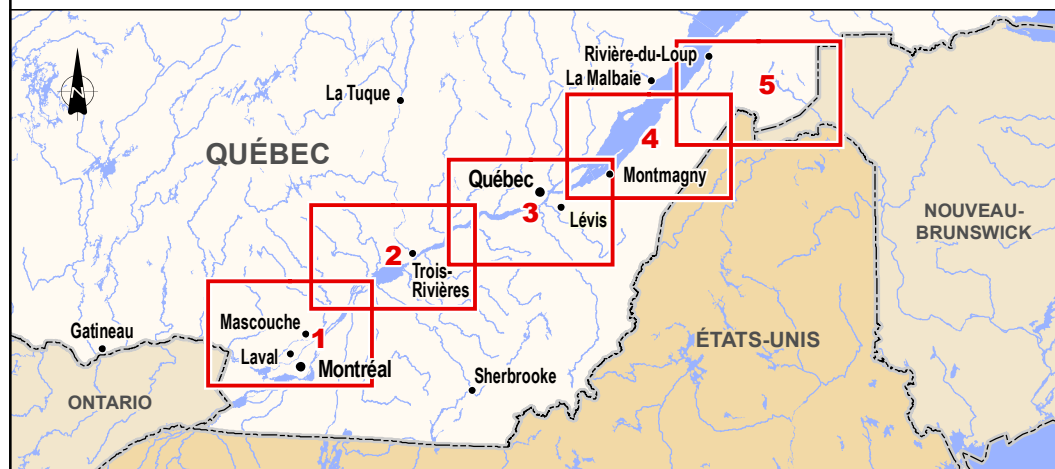 N
Rivière-du-Loup
La Malbaie
5
La Tuque
4
QUÉBEC
Québec
Montmagny
3
Lévis
NOUVEAU-
BRUNSWICK
2
Trois-
Rivières
Mascouche
1
Gatineau
Laval
Montréal
ÉTATS-UNIS
Sherbrooke
ONTARIO